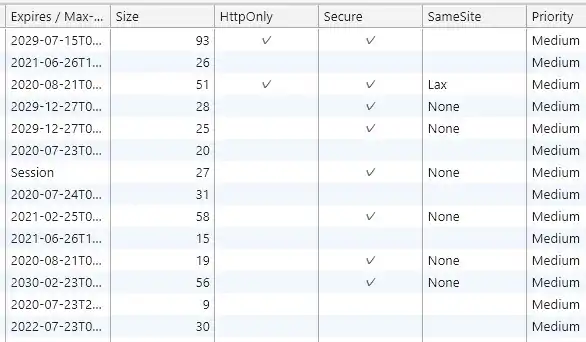 Expires / Max-... Size HttpOnly Secure SameSite Priority
2029-07-15T0... 93 ✓ ✓ Medium
2021-06-26T1... 26 Medium
2020-08-21T0... 51 ✓ ✓ Lax Medium
2029-12-27T0... 28 ✓ None Medium
2029-12-27T0... 25 ✓ None Medium
2020-07-23T0... 20 Medium
Session 27 ✓ None Medium
2020-07-24T0... 31 Medium
2021-02-25T0... 58 ✓ None Medium
2021-06-26T1... 15 Medium
2020-08-21T0... 19 ✓ None Medium
2030-02-23T0... 56 ✓ None Medium
2020-07-23T2... 9 Medium
2022-07-23T0... 30 Medium